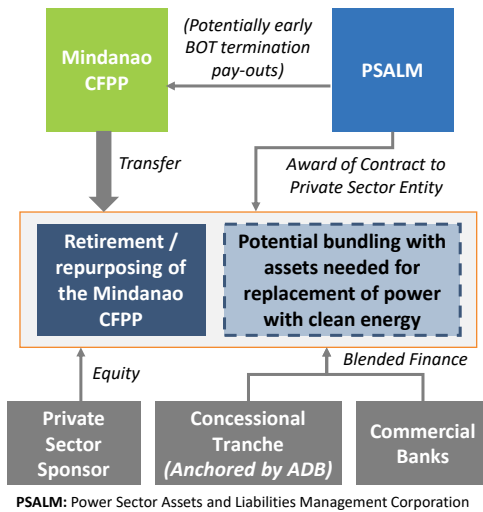 Mindanao
CFPP
(Potentially early
BOT termination
pay-outs)
PSALM
Transfer
Award of Contract to
Private Sector Entity
Retirement /
repurposing of
the Mindanao
CFPP
Potential bundling with
assets needed for
replacement of power
with clean energy
Equity
Blended Finance
Private
Sector
Sponsor
Concessional
Tranche
(Anchored by ADB)
Commercial
Banks
PSALM: Power Sector Assets and Liabilities Management Corporation